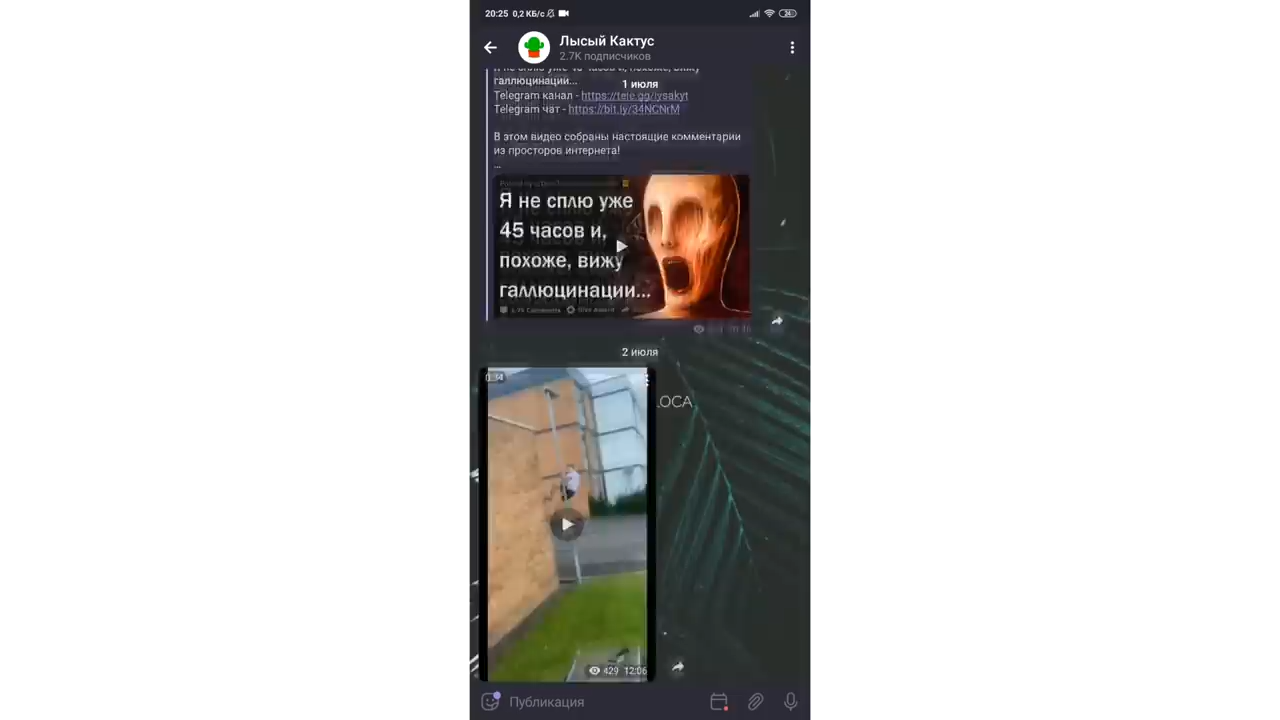 20:25 0,2 КБ/с
24
Лысый Кактус
2.7K подписчиков
галлюцинации...
1 июля
Telegram канал - https://tele.gg/lysakyt
Telegram чат - https://bit.ly/34NCNrM
В этом видео собраны настоящие комментарии
из просторов интернета!
...
Я не сплю уже
45 часов и,
похоже, вижу
галлюцинации...
2 июля
LOCA
429 12:06
Публикация